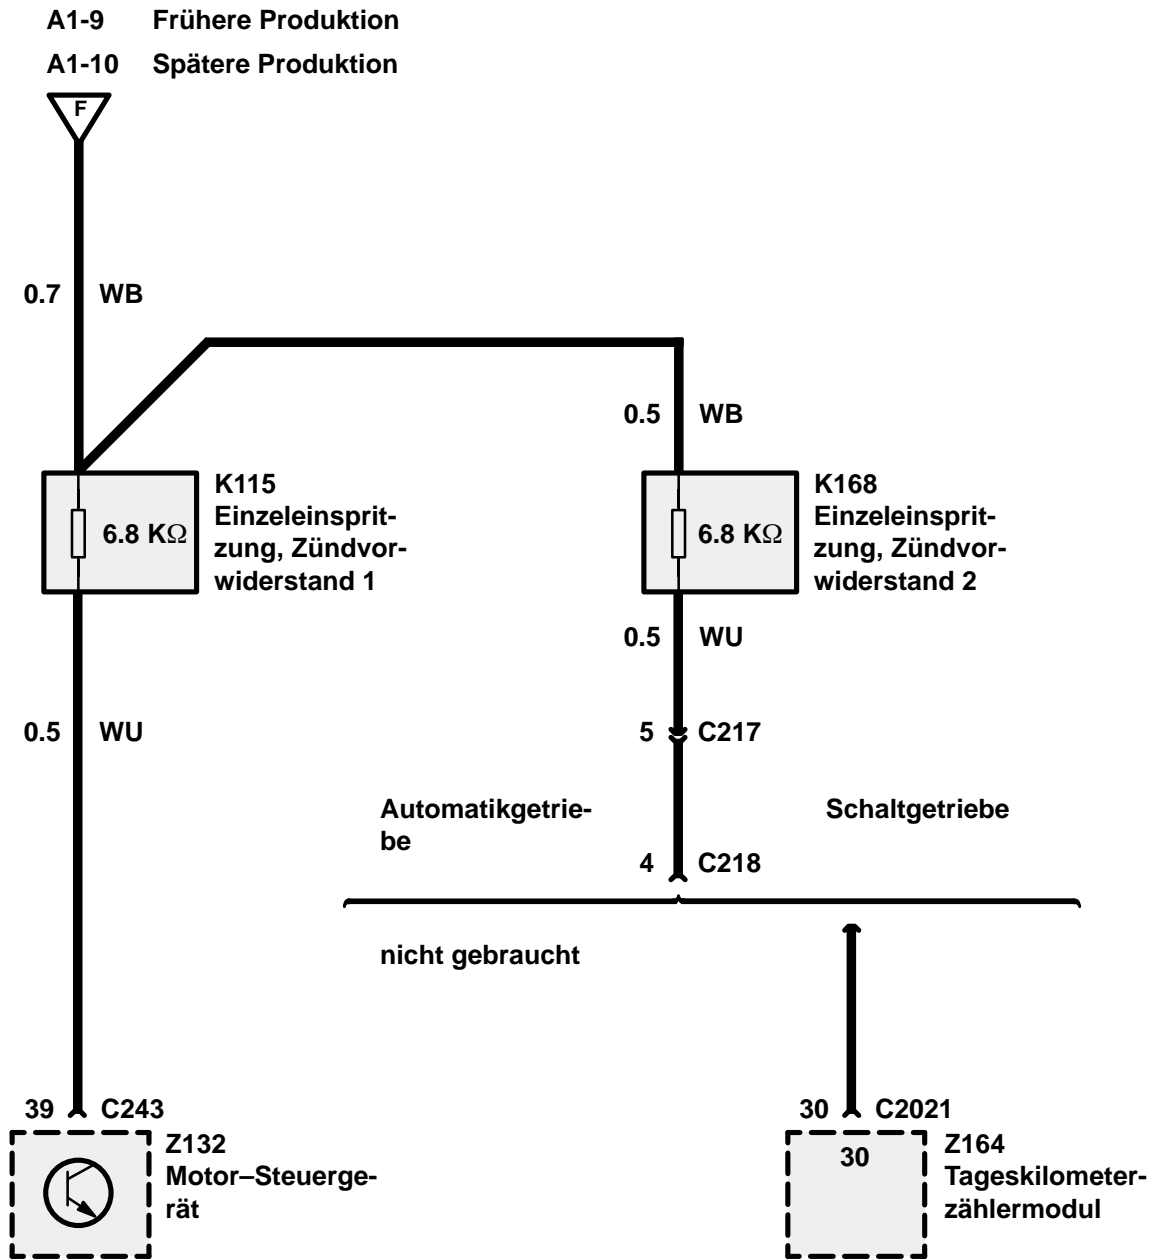 A1-9 Frühere Produktion
A1-10 Spätere Produktion
F
0.7 WB
0.5 WB
K115
Einzeleinsprit-
zung, Zündvor-
widerstand 1
6.8 KΩ
K168
Einzeleinsprit-
zung, Zündvor-
widerstand 2
6.8 KΩ
0.5 WU
0.5 WU
5 C217
Automatikgetrie-
be
Schaltgetriebe
4 C218
nicht gebraucht
39 C243
30 C2021
Z132
Motor–Steuerge-
rät
30
Z164
Tageskilometer-
zählermodul